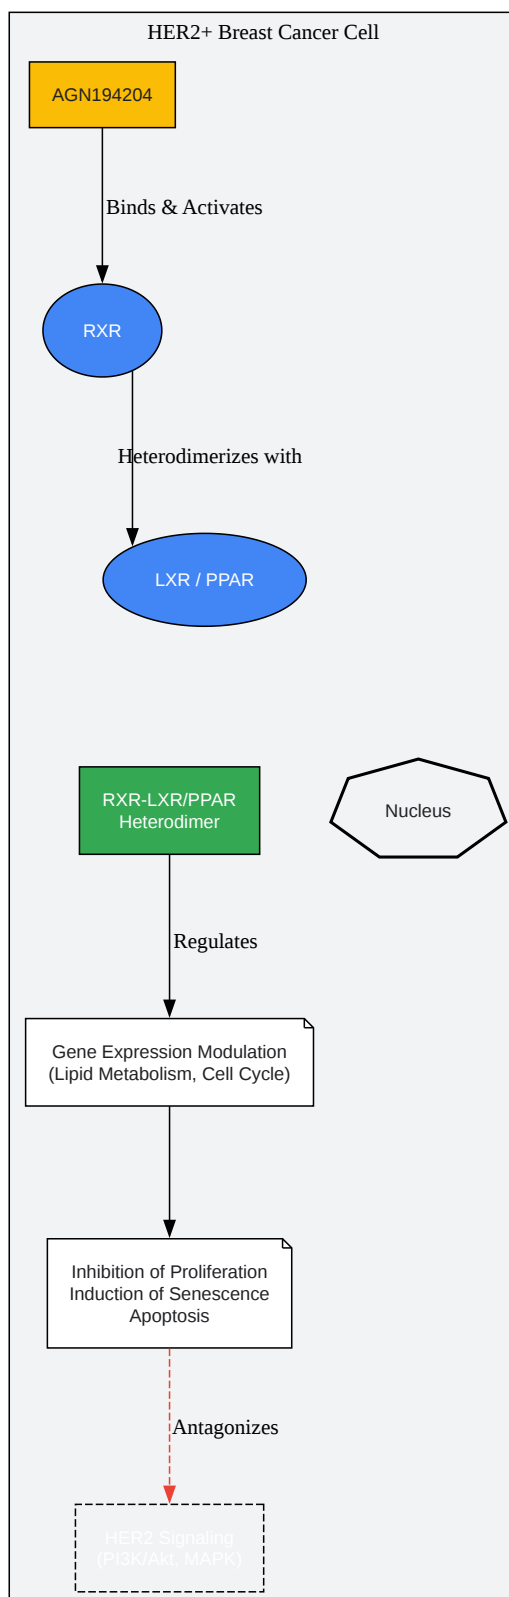 HER2+ Breast Cancer Cell
AGN194204
Binds & Activates
RXR
Heterodimerizes with
LXR / PPAR
RXR-LXR/PPAR
Heterodimer
Nucleus
Regulates
Gene Expression Modulation
(Lipid Metabolism, Cell Cycle)
Inhibition of Proliferation
Induction of Senescence
Apoptosis
Antagonizes
HER2 Signaling
(PI3K/Akt, MAPK)